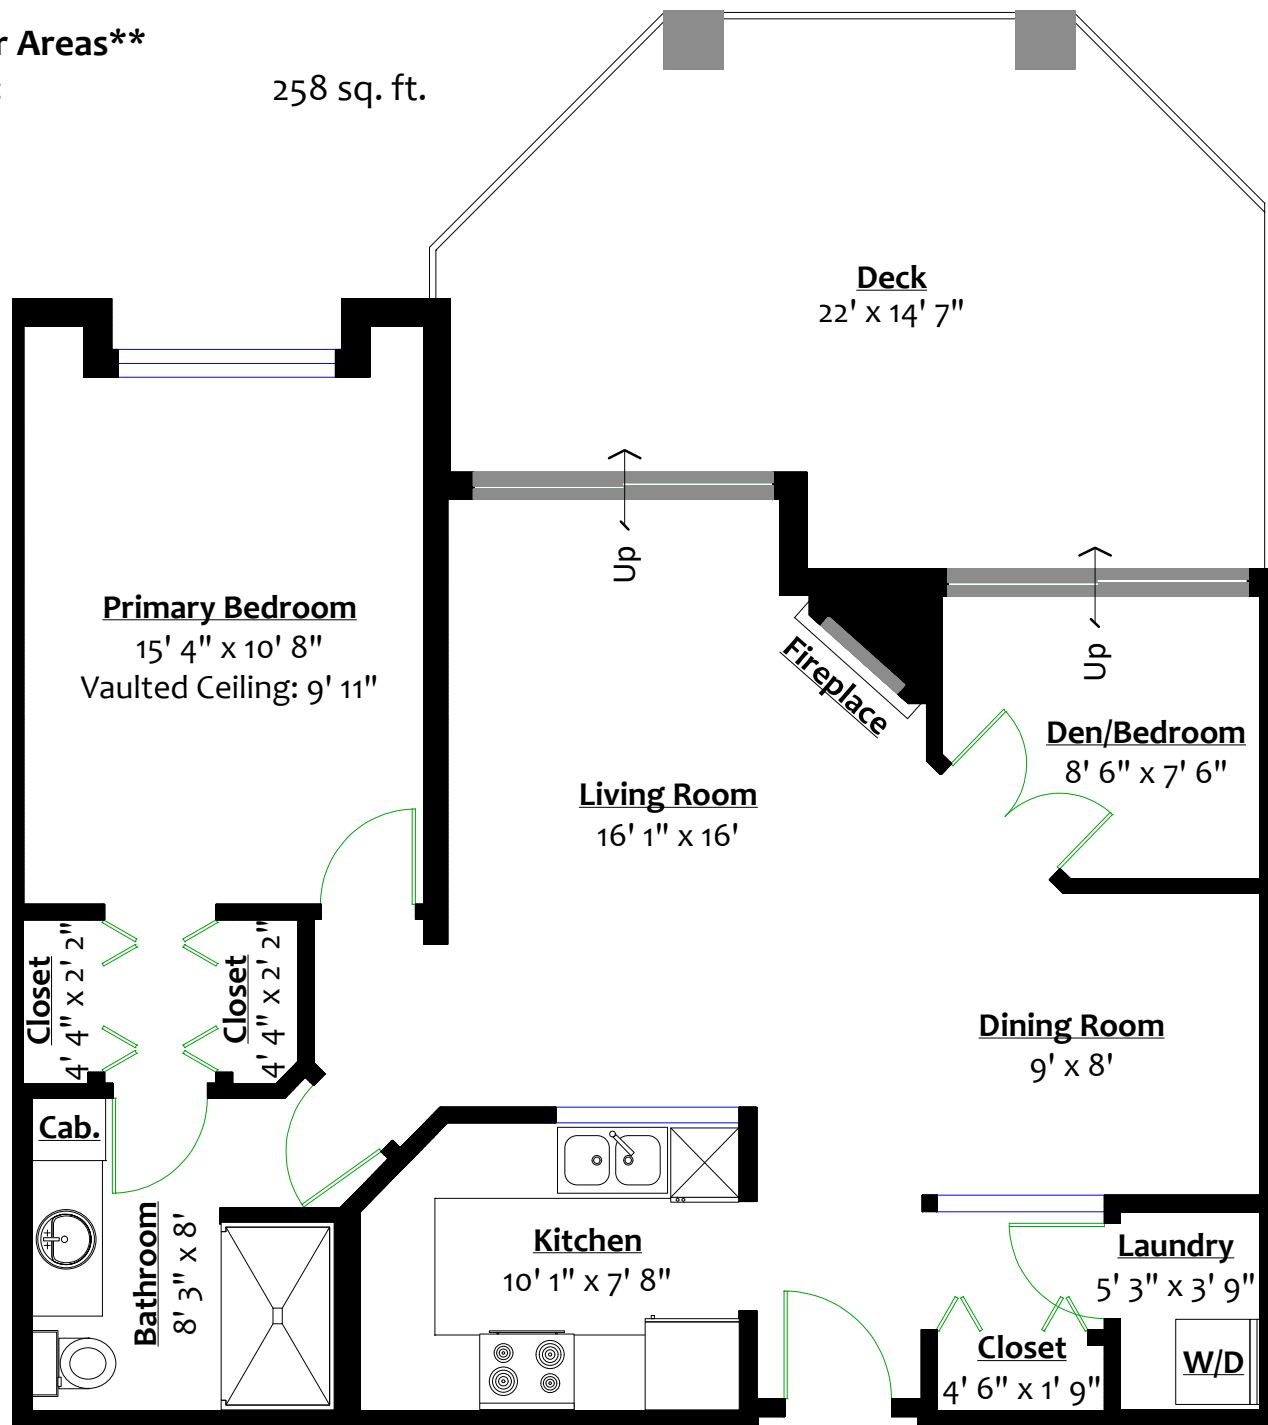 r Areas**
: 258 sq. ft.
Deck
22' x 14' 7"
Up
Primary Bedroom
15' 4" x 10' 8"
Vaulted Ceiling: 9' 11"
Fireplace
Up
Den/Bedroom
8' 6" x 7' 6"
Living Room
16' 1" x 16'
Closet
4' 4" x 2' 2"
Closet
4' 4" x 2' 2"
Dining Room
9' x 8'
Cab.
Bathroom
8' 3" x 8'
Kitchen
10' 1" x 7' 8"
Laundry
5' 3" x 3' 9"
Closet
4' 6" x 1' 9"
W/D